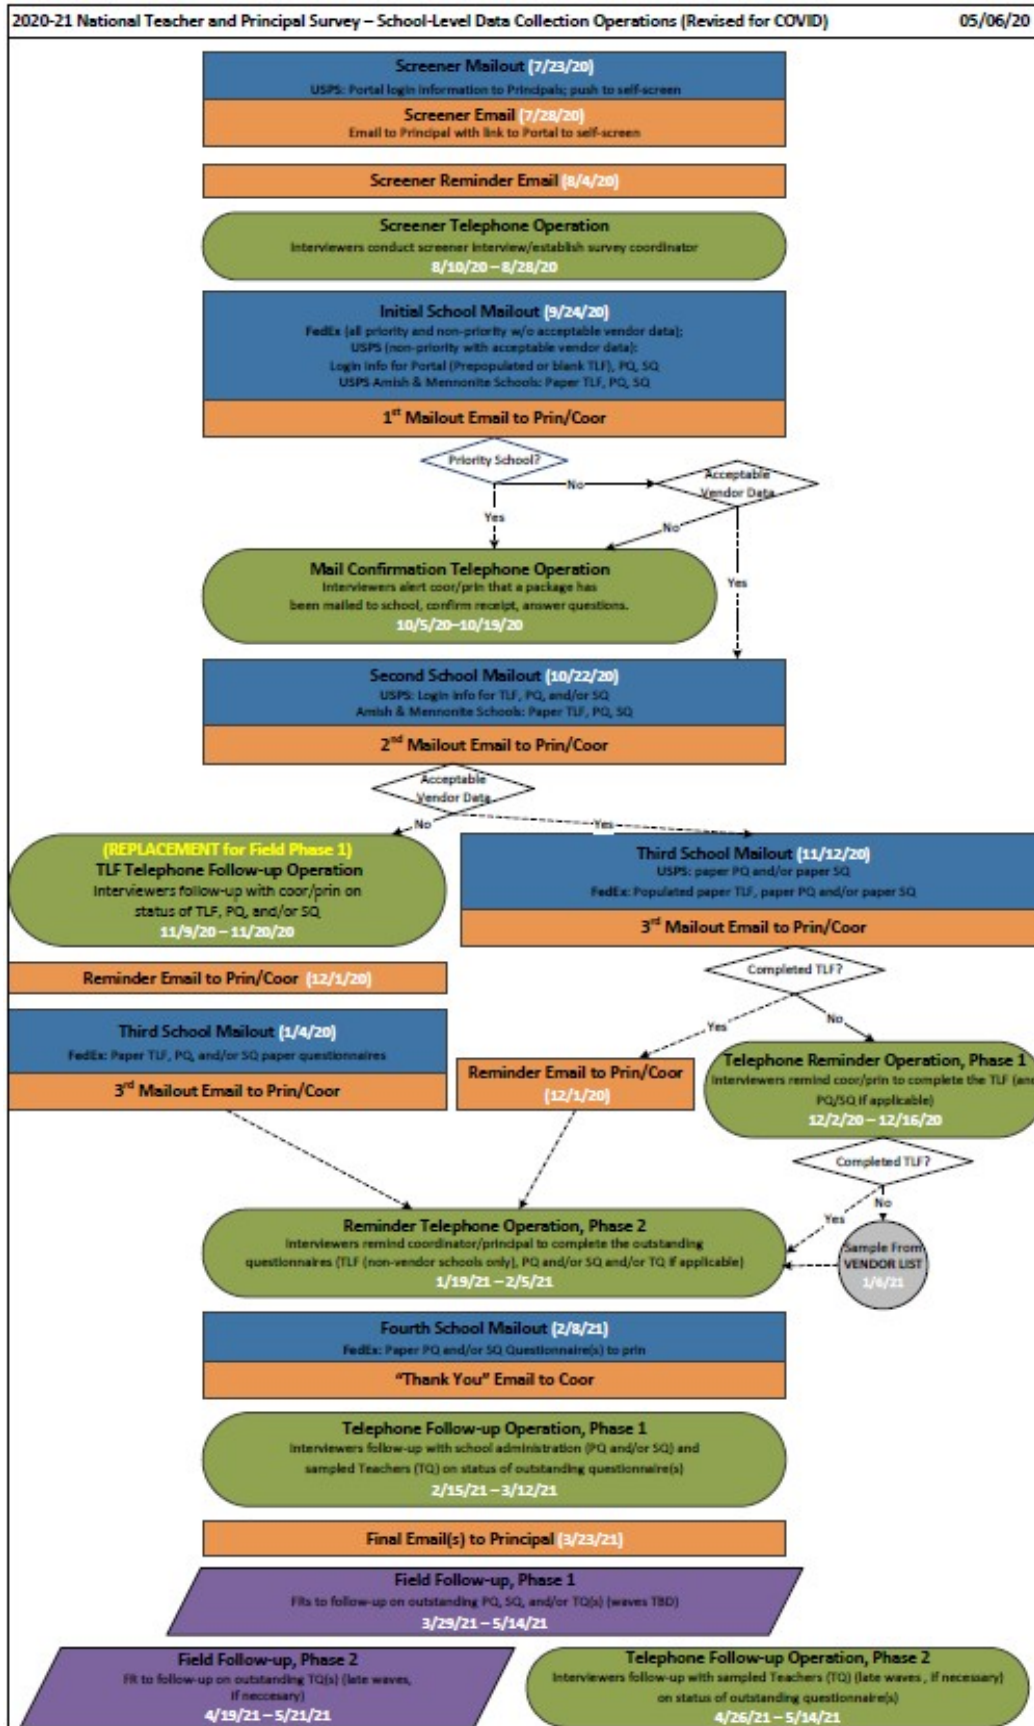 2020-21 National Teacher and Principal Survey – School-Level Data Collection Operations (Revised for COVID) 05/06/20
Screener Mailout (7/23/20)
USPS: Portal login information to Principals; push to self-screen
Screener Email (7/28/20)
Email to Principal with link to Portal to self-screen
Screener Reminder Email (8/4/20)
Screener Telephone Operation
Interviewers conduct screener interview/establish survey coordinator
8/10/20 – 8/28/20
Initial School Mailout (9/24/20)
FedEx (all priority and non-priority w/o acceptable vendor data);
USPS (non-priority with acceptable vendor data):
Login info for Portal (Prepopulated or blank TLF), PQ, SQ
USPS Amish & Mennonite Schools: Paper TLF, PQ, SQ
1st Mailout Email to Prin/Coor
Priority School?
No
Acceptable
Vendor Data
Yes
No
Yes
Mail Confirmation Telephone Operation
Interviewers alert coor/prin that a package has
been mailed to school, confirm receipt, answer questions.
10/5/20–10/19/20
Second School Mailout (10/22/20)
USPS: Login info for TLF, PQ, and/or SQ
Amish & Mennonite Schools: Paper TLF, PQ, SQ
2nd Mailout Email to Prin/Coor
Acceptable
Vendor Data
No
Yes
(REPLACEMENT for Field Phase 1)
TLF Telephone Follow-up Operation
Interviewers follow-up with coor/prin on
status of TLF, PQ, and/or SQ
11/9/20 – 11/20/20
Third School Mailout (11/12/20)
USPS: paper PQ and/or paper SQ
FedEx: Populated paper TLF, paper PQ and/or paper SQ
3rd Mailout Email to Prin/Coor
Reminder Email to Prin/Coor (12/1/20)
Completed TLF?
Yes
No
Third School Mailout (1/4/20)
FedEx: Paper TLF, PQ, and/or SQ paper questionnaires
3rd Mailout Email to Prin/Coor
Reminder Email to Prin/Coor
(12/1/20)
Telephone Reminder Operation, Phase 1
Interviewers remind coor/prin to complete the TLF (and
PQ/SQ if applicable)
12/2/20 – 12/16/20
Completed TLF?
Yes
No
Reminder Telephone Operation, Phase 2
Interviewers remind coordinator/principal to complete the outstanding
questionnaires (TLF (non-vendor schools only), PQ and/or SQ and/or TQ if applicable)
1/19/21 – 2/5/21
Sample From
VENDOR LIST
1/6/21
Fourth School Mailout (2/8/21)
FedEx: Paper PQ and/or SQ Questionnaire(s) to prin
"Thank You" Email to Coor
Telephone Follow-up Operation, Phase 1
Interviewers follow-up with school administration (PQ and/or SQ) and
sampled Teachers (TQ) on status of outstanding questionnaire(s)
2/15/21 – 3/12/21
Final Email(s) to Principal (3/23/21)
Field Follow-up, Phase 1
FRs to follow-up on outstanding PQ, SQ, and/or TQ(s) (waves TBD)
3/29/21 – 5/14/21
Field Follow-up, Phase 2
FR to follow-up on outstanding TQ(s) (late waves,
if neccesary)
4/19/21 – 5/21/21
Telephone Follow-up Operation, Phase 2
Interviewers follow-up with sampled Teachers (TQ) (late waves , if necessary)
on status of outstanding questionnaire(s)
4/26/21 – 5/14/21